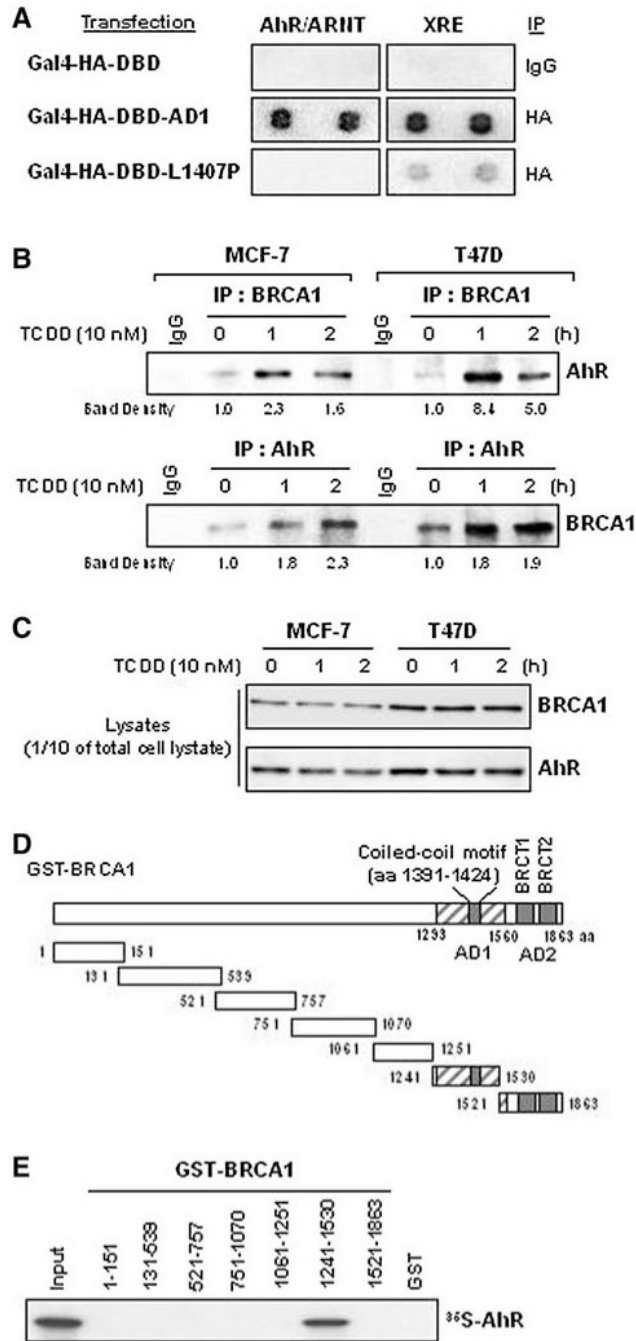 A
Transfection AhR/ARNT XRE IP
Gal4-HA-DBD IgG
Gal4-HA-DBD-AD1 HA
Gal4-HA-DBD-L1407P HA
B
MCF-7 T47D
IP : BRCA1 IP : BRCA1
TCDD (10 nM) IgG 0 1 2 IgG 0 1 2 (h)
AhR
Band Density 1.0 2.3 1.6 1.0 8.4 5.0
IP : AhR IP : AhR
TCDD (10 nM) IgG 0 1 2 IgG 0 1 2 (h)
BRCA1
Band Density 1.0 1.8 2.3 1.0 1.8 1.9
C
MCF-7 T47D
TCDD (10 nM) 0 1 2 0 1 2 (h)
BRCA1
Lysates
(1/10 of total cell lystate)
AhR
D
GST-BRCA1
Coiled-coil motif
(aa 1391-1424)
BRCT1 BRCT2
1293 1560 1863 aa
AD1 AD2
1 151
131 539
521 757
751 1070
1061 1251
1241 1530
1521 1863
E
GST-BRCA1
Input 1-151 131-539 521-757 751-1070 1061-1251 1241-1530 1521-1863 GST
³⁵S-AhR